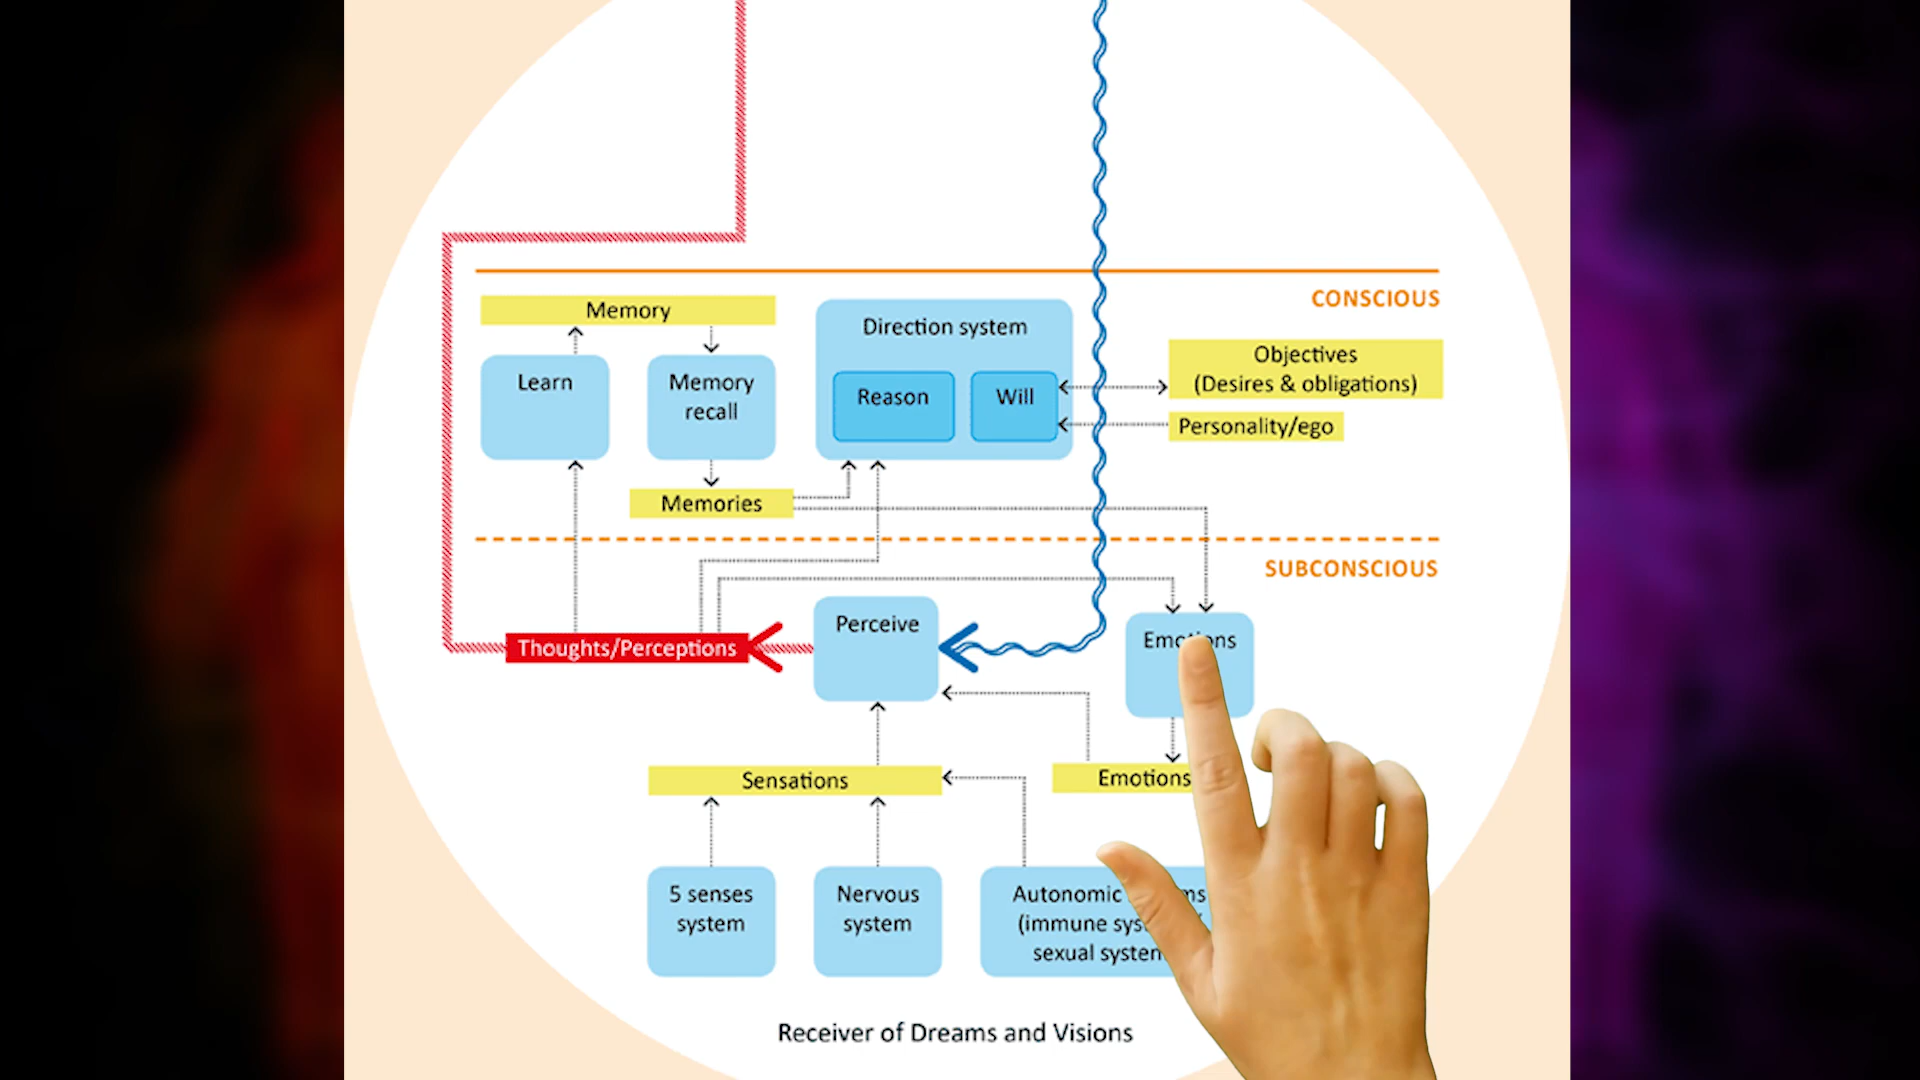 CONSCIOUS
Memory
Direction system
Objectives
(Desires & obligations)
Learn
Memory
recall
Reason
Will
Personality/ego
Memories
SUBCONSCIOUS
Perceive
Thoughts/Perceptions
Emotions
Sensations
Emotions
5 senses
system
Nervous
system
Autonomic
(immune
sexual
Receiver of Dreams and Visions